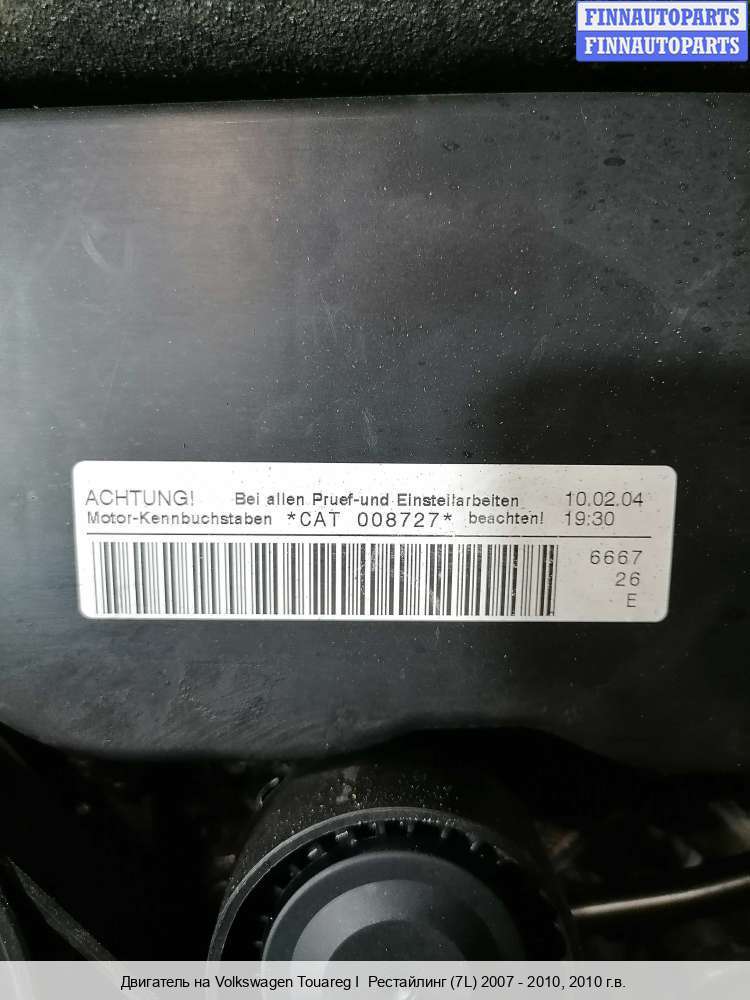 FINNAUTOPARTS
FINNAUTOPARTS
ACHTUNG! Bei allen Pruef-und Einstellarbeiten 10.02.04
Motor-Kennbuchstaben *CAT 008727* beachten! 19:30
6667
26
E
Двигатель на Volkswagen Touareg I Рестайлинг (7L) 2007 - 2010, 2010 г.в.